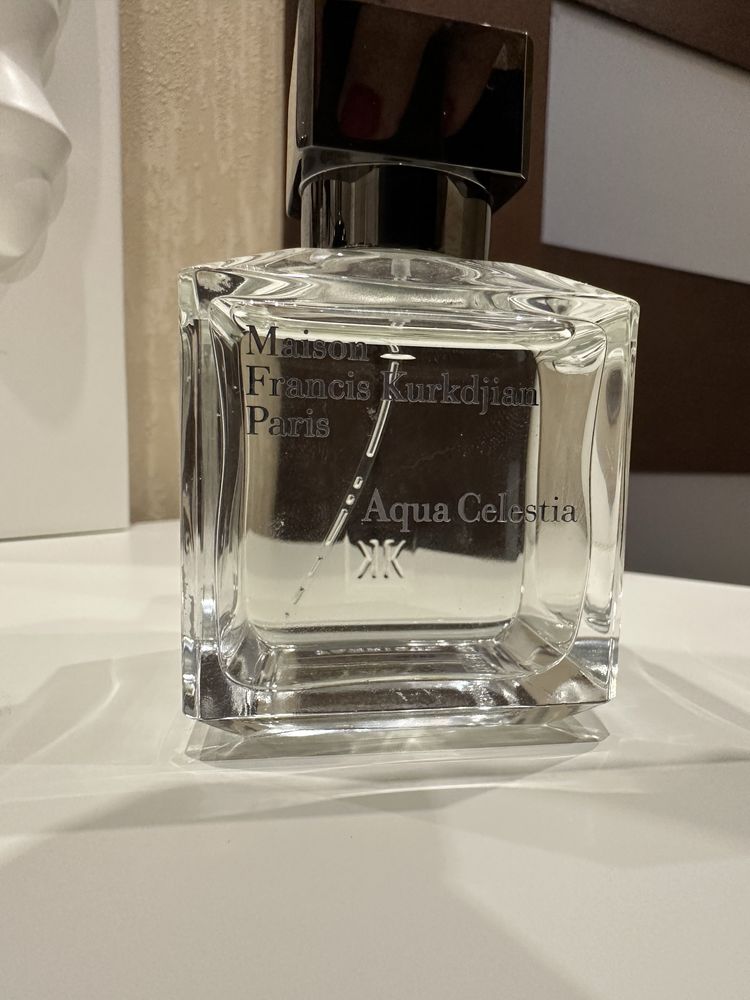 Maison
Francis Kurkdjian
Paris
Aqua Celestia